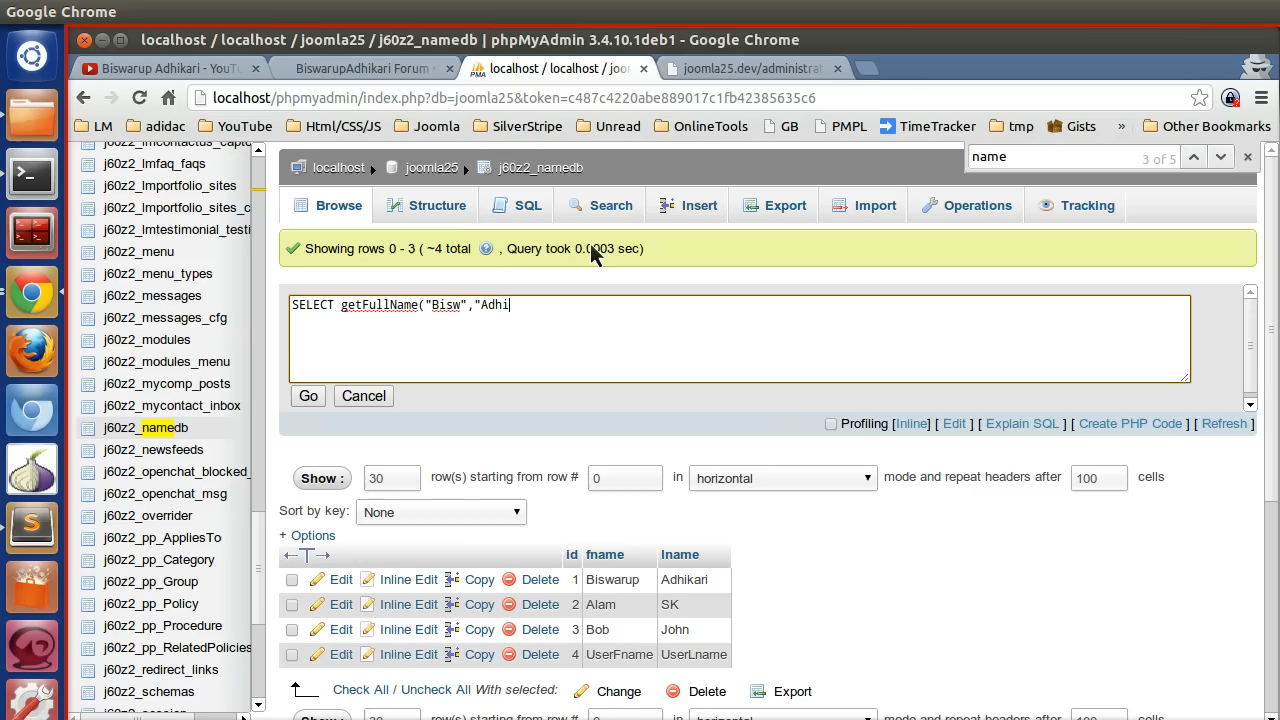 Google Chrome
localhost / localhost / joomla25 / j60z2_namedb | phpMyAdmin 3.4.10.1deb1 - Google Chrome
Biswarup Adhikari - YouTu
BiswarupAdhikari Forum
PMA localhost / localhost / joor
joomla25.dev/administrat
localhost/phpmyadmin/index.php?db=joomla25&token=c487c4220abe889017c1fb42385635c6
LM adidac YouTube Html/CSS/JS Joomla SilverStripe Unread OnlineTools GB PMPL TimeTracker tmp Gists » Other Bookmarks
name 3 of 5
j60z2_lmfaq_faqs
j60z2_lmportfolio_sites
j60z2_lmportfolio_sites_c
j60z2_lmtestimonial_testi
j60z2_menu
j60z2_menu_types
j60z2_messages
j60z2_messages_cfg
j60z2_modules
j60z2_modules_menu
j60z2_mycomp_posts
j60z2_mycontact_inbox
j60z2_namedb
j60z2_newsfeeds
j60z2_openchat_blocked_
j60z2_openchat_msg
j60z2_overrider
j60z2_pp_AppliesTo
j60z2_pp_Category
j60z2_pp_Group
j60z2_pp_Policy
j60z2_pp_Procedure
j60z2_pp_RelatedPolicies
j60z2_redirect_links
j60z2_schemas
localhost joomla25 j60z2_namedb
Browse Structure SQL Search Insert Export Import Operations Tracking
Showing rows 0 - 3 ( ~4 total , Query took 0.0003 sec)
SELECT getFullName("Bisw","Adhi
Go Cancel
Profiling [Inline] [ Edit ] [ Explain SQL ] [ Create PHP Code ] [ Refresh ]
Show : 30 row(s) starting from row # 0 in horizontal mode and repeat headers after 100 cells
Sort by key: None
+ Options
←T→ id fname lname
Edit Inline Edit Copy Delete 1 Biswarup Adhikari
Edit Inline Edit Copy Delete 2 Alam SK
Edit Inline Edit Copy Delete 3 Bob John
Edit Inline Edit Copy Delete 4 UserFname UserLname
Check All / Uncheck All With selected: Change Delete Export